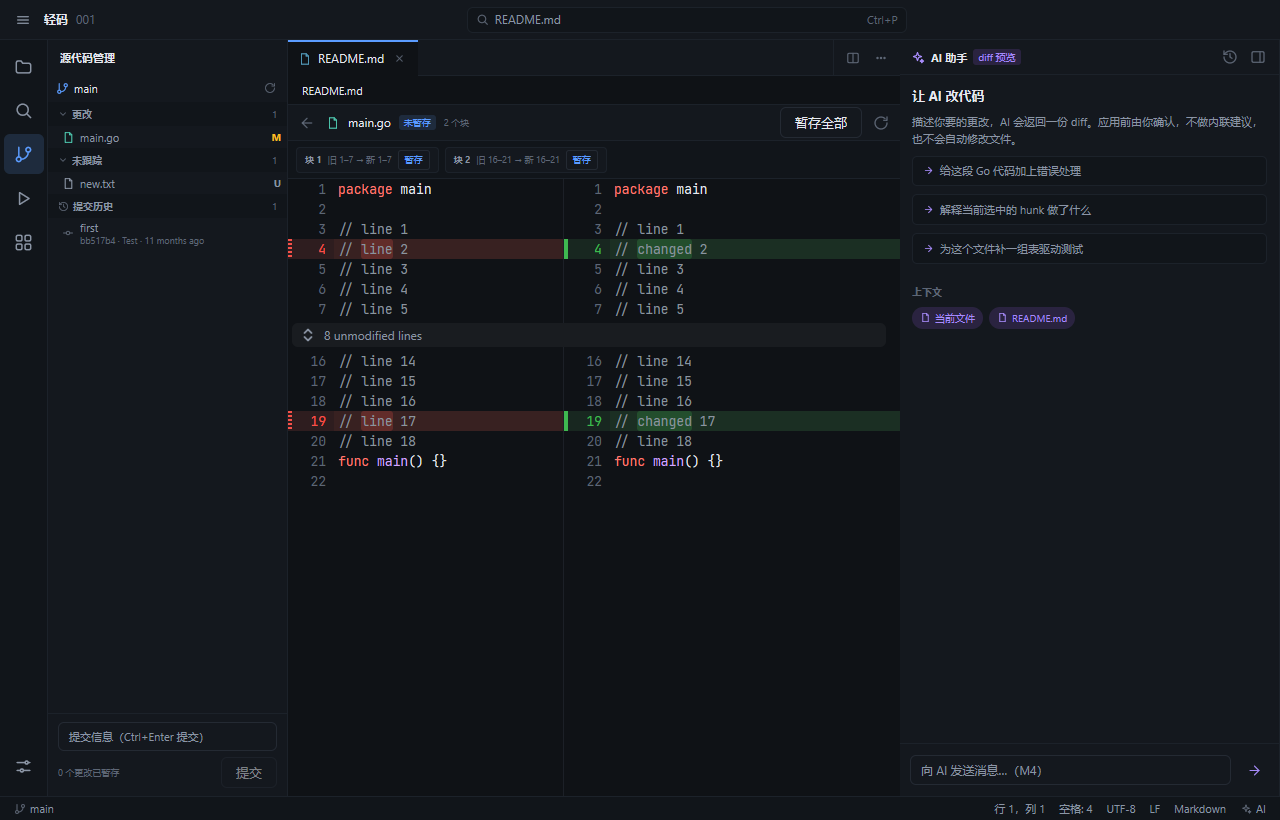 轻码 001
README.md Ctrl+P
源代码管理
main
更改 1
main.go M
未跟踪 1
new.txt U
提交历史 1
first
bb517b4 · Test · 11 months ago
提交信息（Ctrl+Enter 提交）
0 个更改已暂存 提交
README.md
README.md
main.go 未暂存 2 个块 暂存全部
块 1 旧 1–7 → 新 1–7 暂存 块 2 旧 16–21 → 新 16–21 暂存
1 package main 1 package main
2 2
3 // line 1 3 // line 1
4 // line 2 4 // changed 2
5 // line 3 5 // line 3
6 // line 4 6 // line 4
7 // line 5 7 // line 5
8 unmodified lines
16 // line 14 16 // line 14
17 // line 15 17 // line 15
18 // line 16 18 // line 16
19 // line 17 19 // changed 17
20 // line 18 20 // line 18
21 func main() {} 21 func main() {}
22 22
AI 助手 diff 预览
让 AI 改代码
描述你要的更改，AI 会返回一份 diff。应用前由你确认，不做内联建议，
也不会自动修改文件。
→ 给这段 Go 代码加上错误处理
→ 解释当前选中的 hunk 做了什么
→ 为这个文件补一组表驱动测试
上下文
当前文件 README.md
向 AI 发送消息…（M4）
main 行 1，列 1 空格: 4 UTF-8 LF Markdown AI